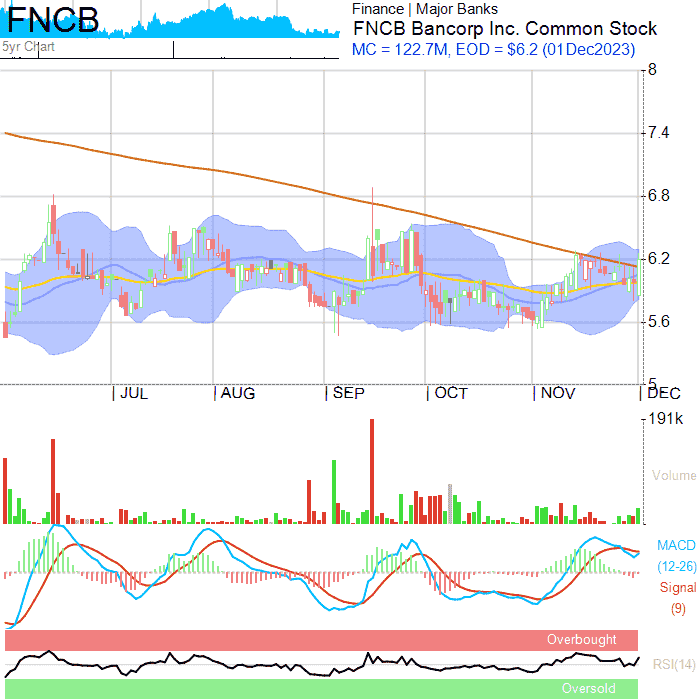 FNCB
5yr Chart
Finance | Major Banks
FNCB Bancorp Inc. Common Stock
MC = 122.7M, EOD = $6.2 (01Dec2023)
8
7.4
6.8
6.2
5.6
5
JUL
AUG
SEP
OCT
NOV
DEC
191k
Volume
MACD
(12-26)
Signal
(9)
Overbought
RSI(14)
Oversold